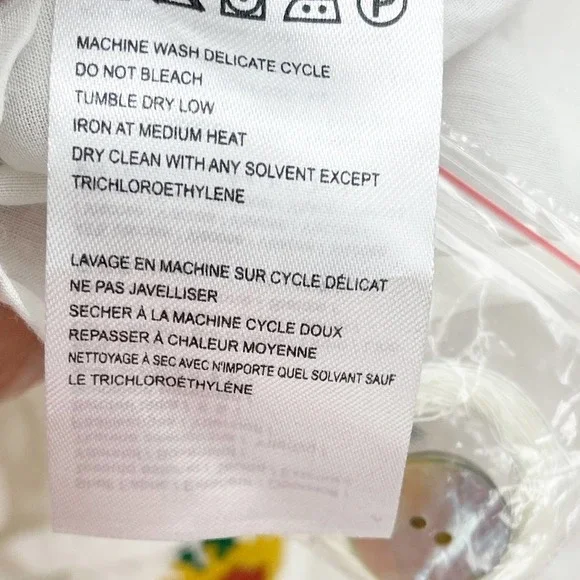 P
MACHINE WASH DELICATE CYCLE
DO NOT BLEACH
TUMBLE DRY LOW
IRON AT MEDIUM HEAT
DRY CLEAN WITH ANY SOLVENT EXCEPT
TRICHLOROETHYLENE
LAVAGE EN MACHINE SUR CYCLE DÉLICAT
NE PAS JAVELLISER
SECHER À LA MACHINE CYCLE DOUX
REPASSER À CHALEUR MOYENNE
NETTOYAGE À SEC AVEC N'IMPORTE QUEL SOLVANT SAUF
LE TRICHLOROÉTHYLÉNE